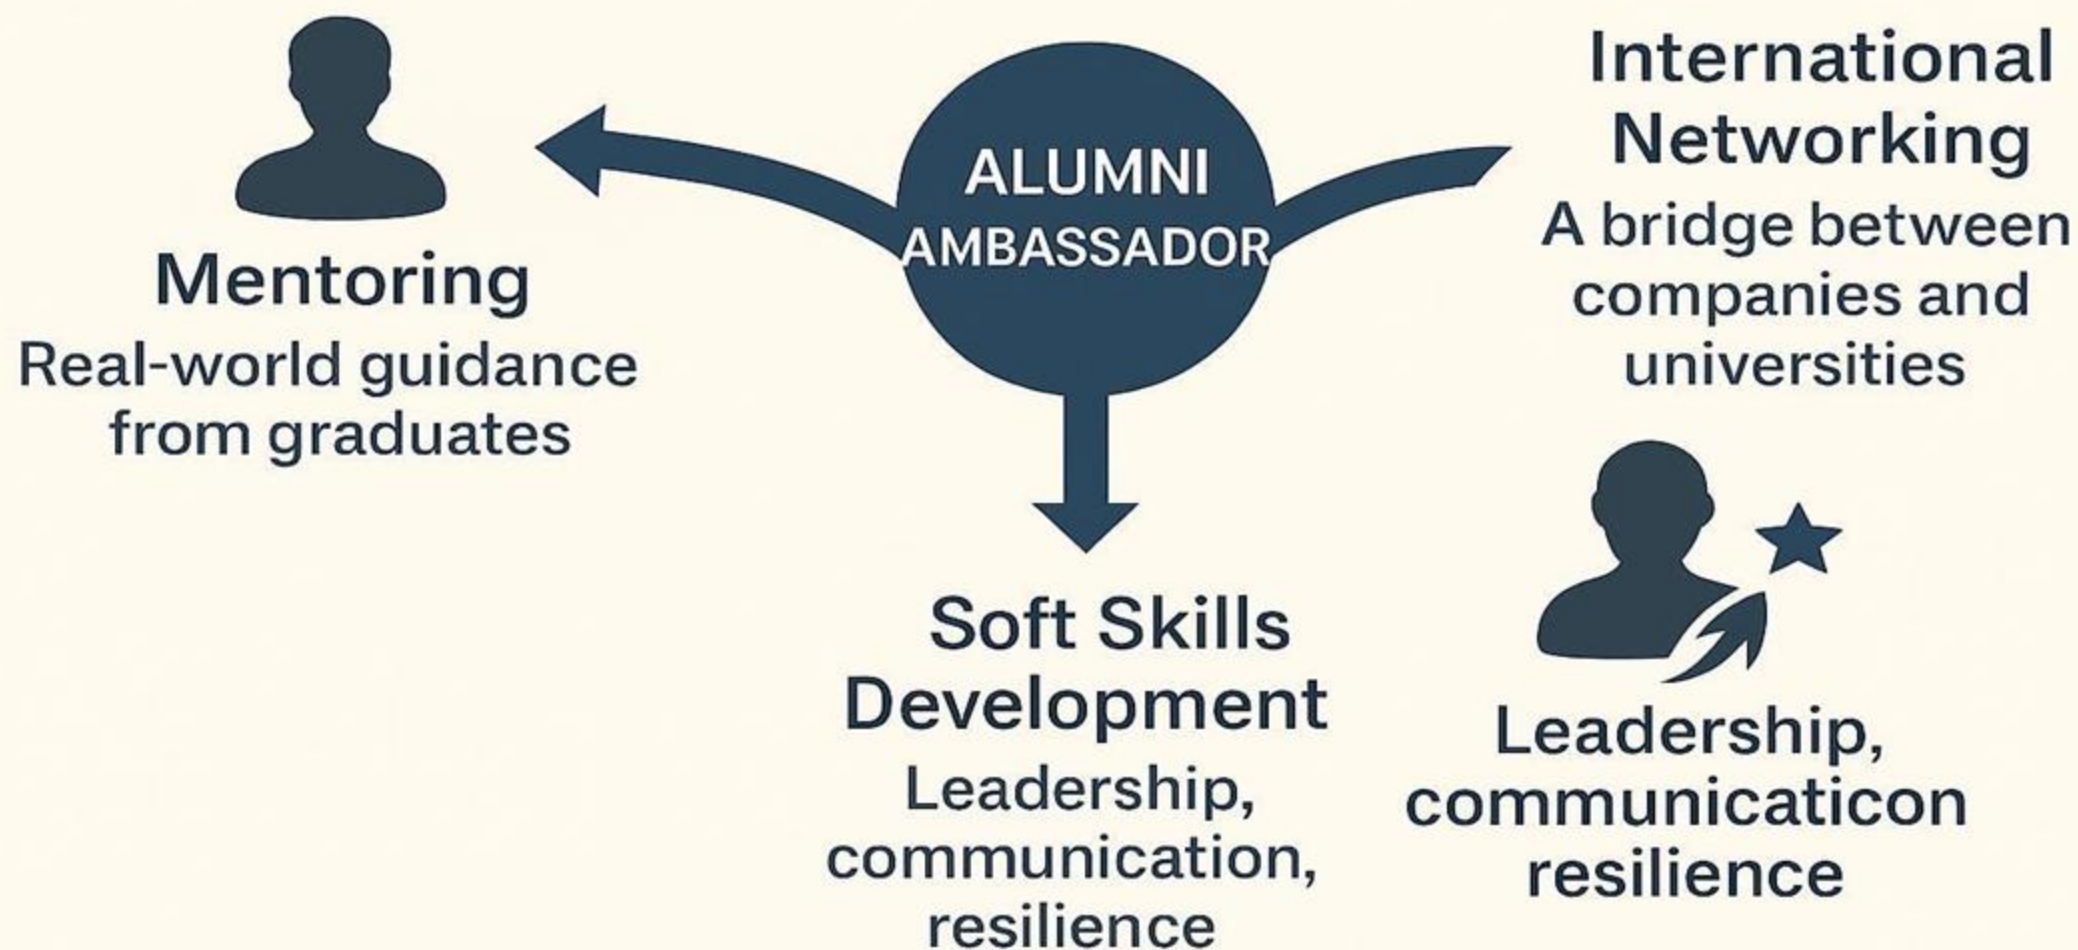 Mentoring
Real-world guidance
from graduates
ALUMNI
AMBASSADOR
International
Networking
A bridge between
companies and
universities
Soft Skills
Development
Leadership,
communication,
resilience
Leadership,
communicaticon
resilience